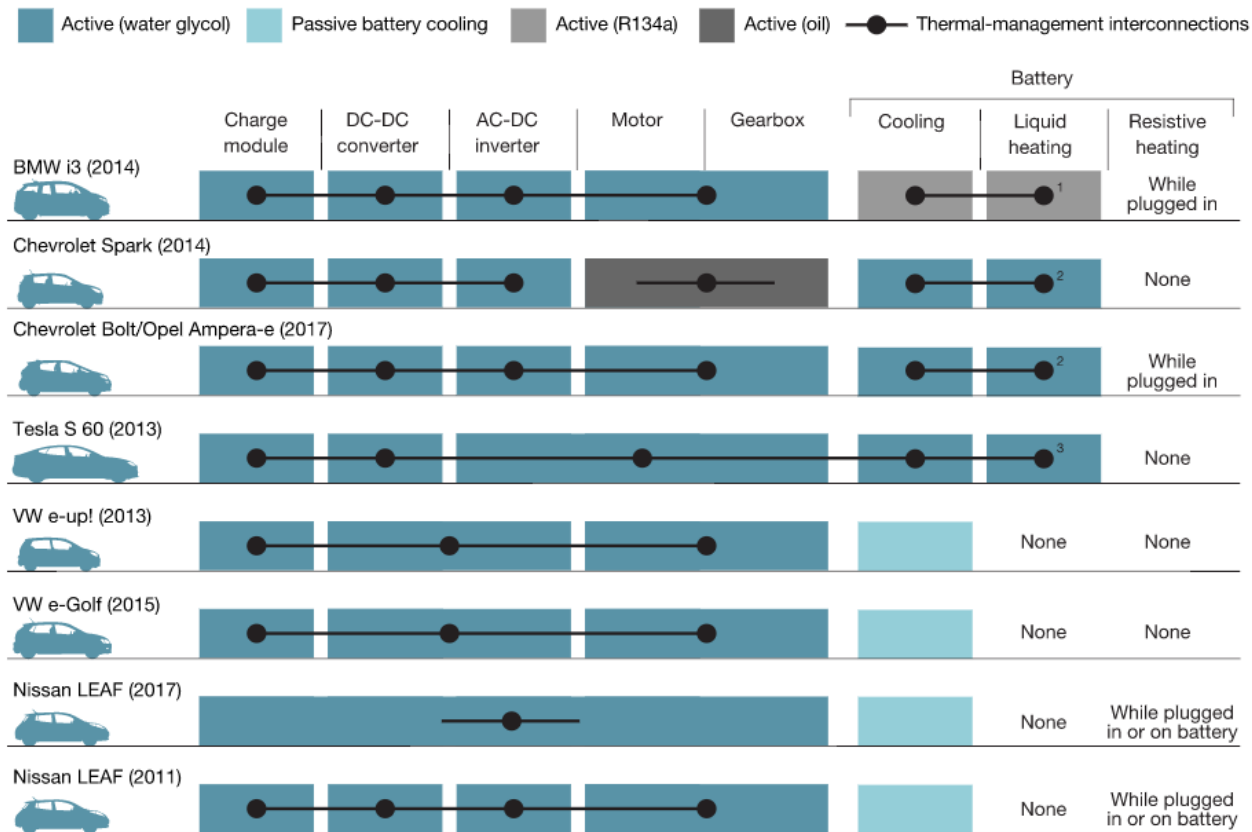 Active (water glycol) Passive battery cooling Active (R134a) Active (oil) Thermal-management interconnections
Battery
Charge module DC-DC converter AC-DC inverter Motor Gearbox Cooling Liquid heating Resistive heating
BMW i3 (2014)
1
While
plugged in
Chevrolet Spark (2014)
2
None
Chevrolet Bolt/Opel Ampera-e (2017)
2
While
plugged in
Tesla S 60 (2013)
3
None
VW e-up! (2013)
None None
VW e-Golf (2015)
None None
Nissan LEAF (2017)
None
While plugged
in or on battery
Nissan LEAF (2011)
None
While plugged
in or on battery